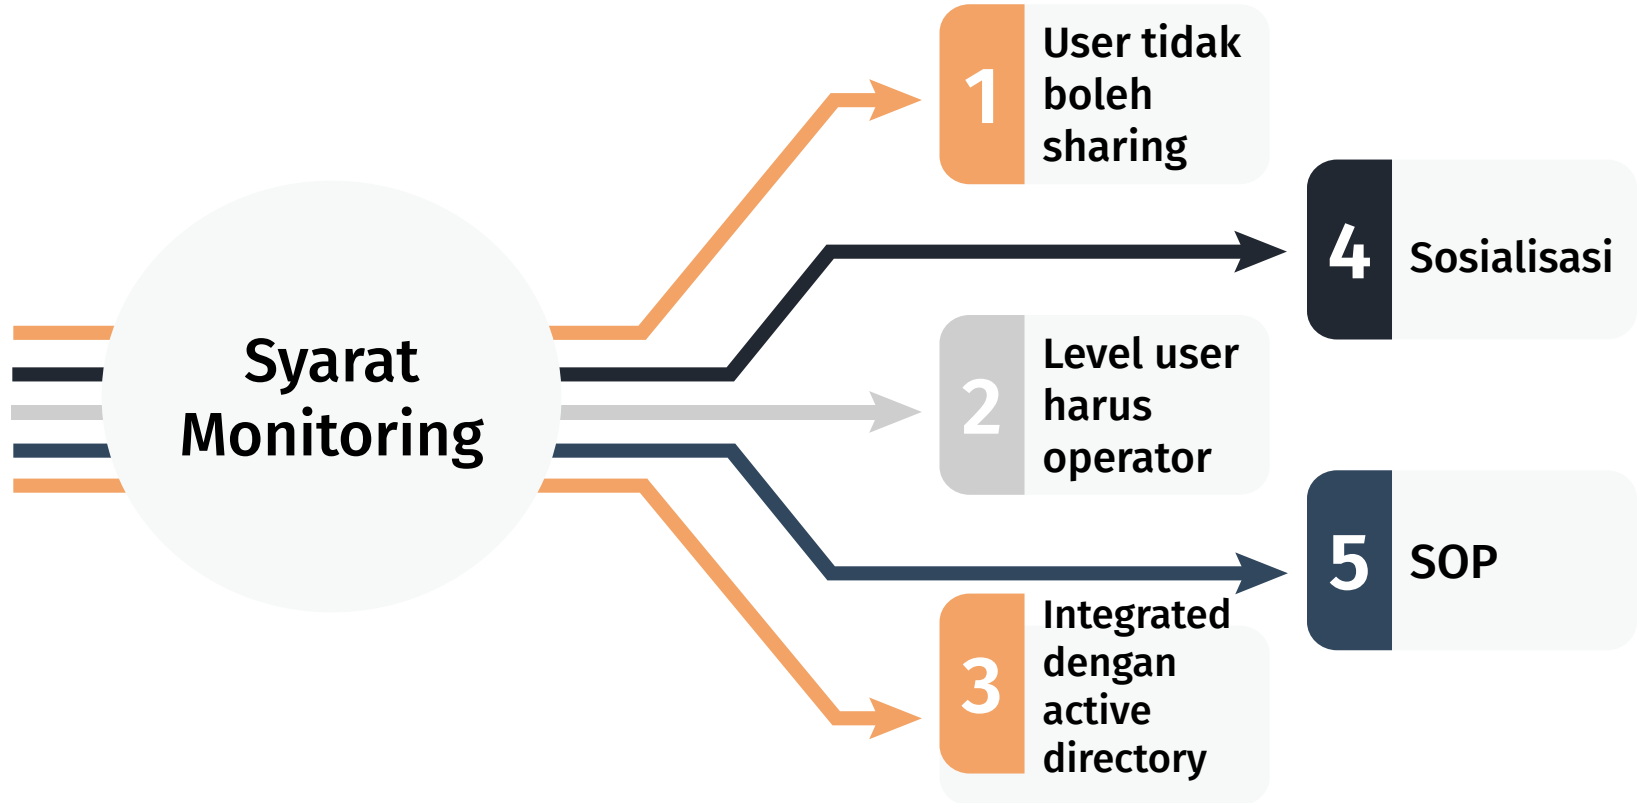 Syarat
Monitoring
1
User tidak
boleh
sharing
2
Level user
harus
operator
3
Integrated
dengan
active
directory
4
Sosialisasi
5
SOP